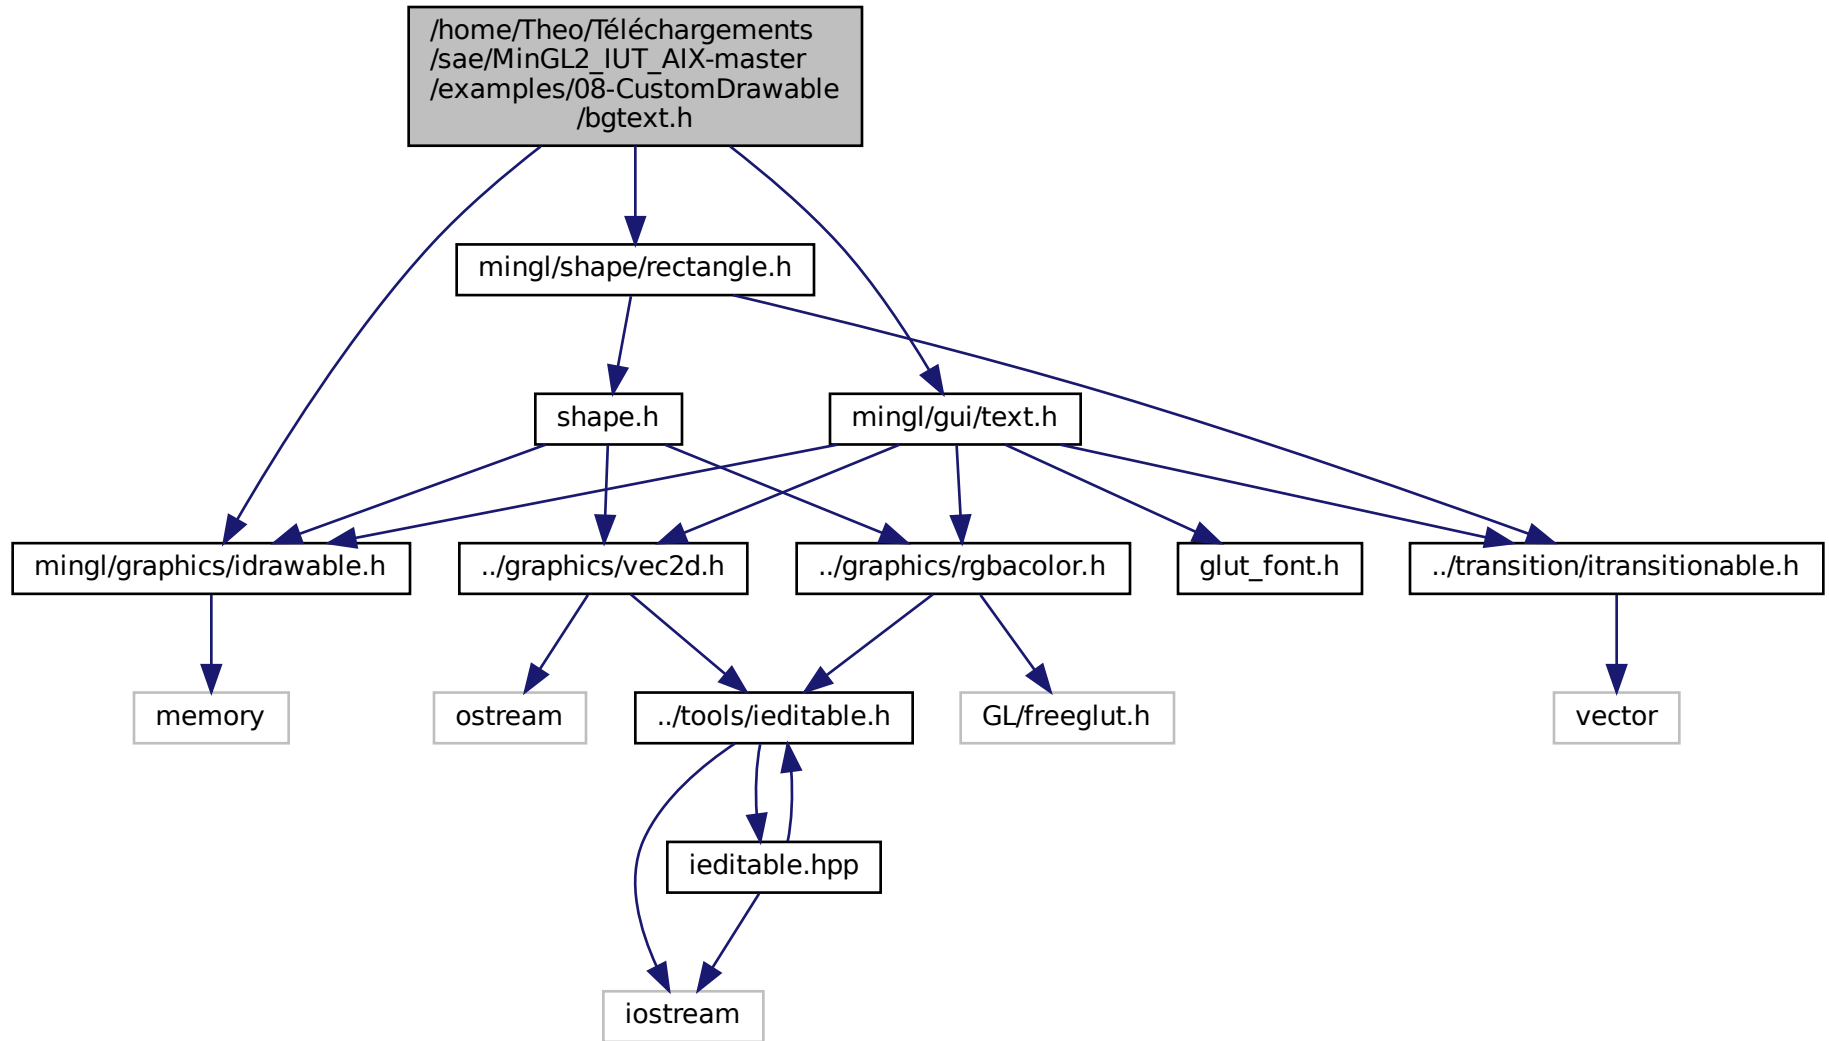 /home/Theo/Téléchargements
/sae/MinGL2_IUT_AIX-master
/examples/08-CustomDrawable
/bgtext.h
mingl/shape/rectangle.h
shape.h
mingl/gui/text.h
mingl/graphics/idrawable.h
../graphics/vec2d.h
../graphics/rgbacolor.h
glut_font.h
../transition/itransitionable.h
memory
ostream
../tools/ieditable.h
GL/freeglut.h
vector
ieditable.hpp
iostream